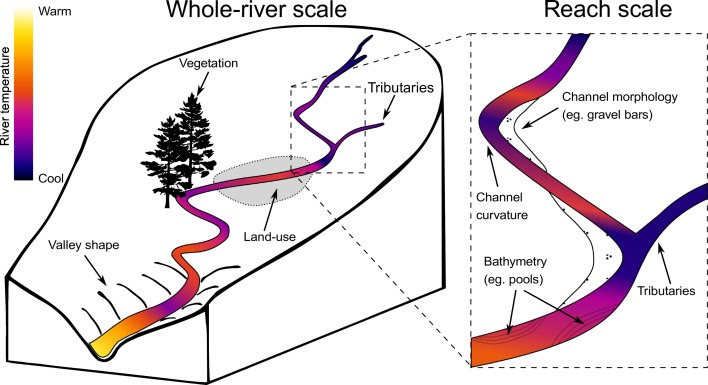 Whole-river scale
Reach scale
Warm
River temperature
Cool
Vegetation
Tributaries
Land-use
Valley shape
Channel morphology
(eg. gravel bars)
Channel
curvature
Bathymetry
(eg. pools)
Tributaries